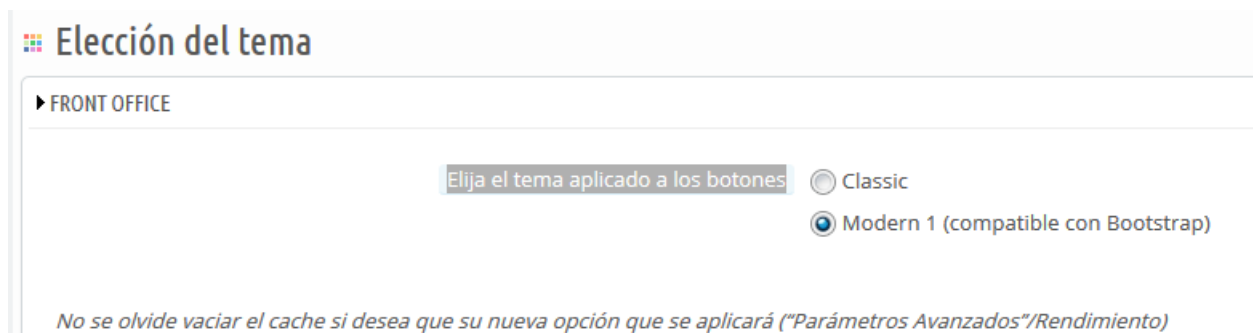 Elección del tema
FRONT OFFICE
Elija el tema aplicado a los botones Classic
Modern 1 (compatible con Bootstrap)
No se olvide vaciar el cache si desea que su nueva opción que se aplicará ("Parámetros Avanzados"/Rendimiento)